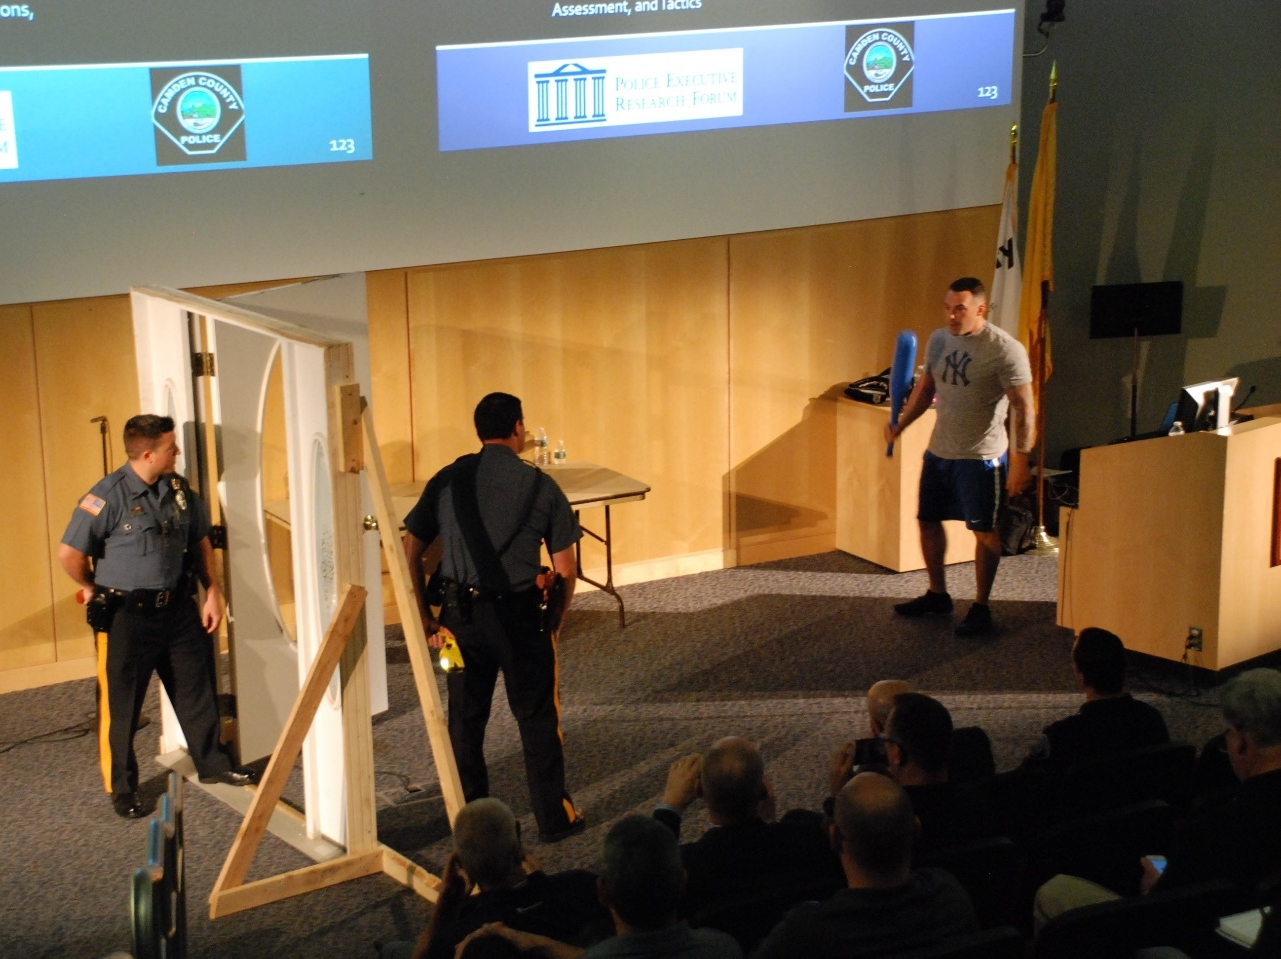 ons,
Assessment, and Tactics
CAMDEN COUNTY
POLICE
123
POLICE EXECUTIVE
RESEARCH FORUM
CAMDEN COUNTY
POLICE
123
NY